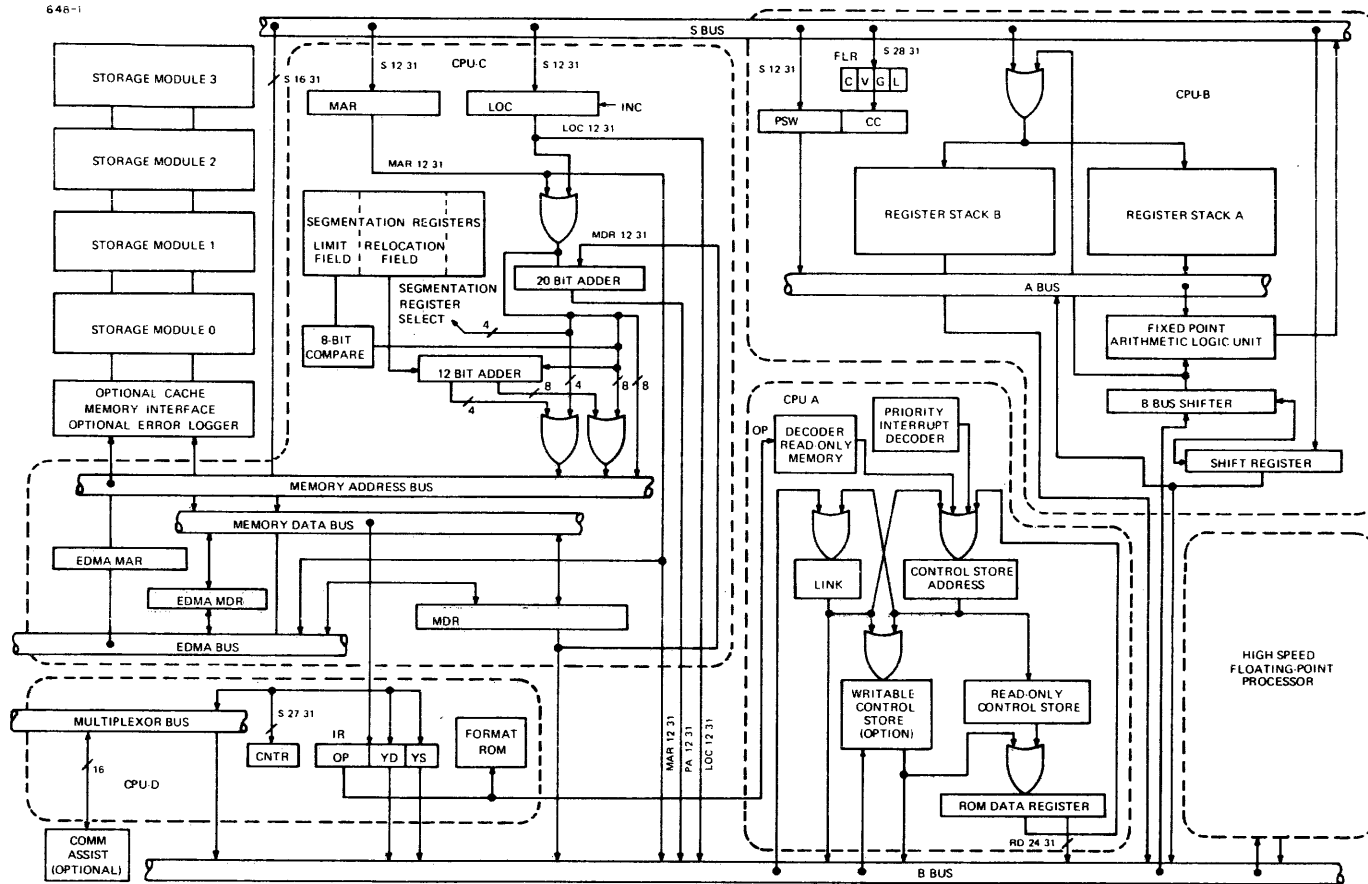 648-1
S BUS
STORAGE MODULE 3
STORAGE MODULE 2
STORAGE MODULE 1
STORAGE MODULE 0
OPTIONAL CACHE
MEMORY INTERFACE
OPTIONAL ERROR LOGGER
S 16 31
S 12 31
CPU-C
S 12 31
MAR
LOC
INC
LOC 12 31
MAR 12 31
SEGMENTATION REGISTERS
LIMIT
FIELD
RELOCATION
FIELD
MDR 12 31
20 BIT ADDER
SEGMENTATION
REGISTER
SELECT
4
8-BIT
COMPARE
12 BIT ADDER
4
8
4
8
8
MEMORY ADDRESS BUS
MEMORY DATA BUS
EDMA MAR
EDMA MDR
MDR
EDMA BUS
MULTIPLEXOR BUS
16
CPU-D
COMM
ASSIST
(OPTIONAL)
S 27 31
CNTR
IR
OP
YD
YS
FORMAT
ROM
MAR 12 31
PA 12 31
LOC 12 31
S 12 31
FLR
S 28 31
C V G L
PSW
CC
CPU-B
REGISTER STACK B
REGISTER STACK A
A BUS
FIXED POINT
ARITHMETIC LOGIC UNIT
B BUS SHIFTER
SHIFT REGISTER
CPU A
OP
DECODER
READ-ONLY
MEMORY
PRIORITY
INTERRUPT
DECODER
LINK
CONTROL STORE
ADDRESS
WRITABLE
CONTROL
STORE
(OPTION)
READ-ONLY
CONTROL STORE
ROM DATA REGISTER
RD 24 31
HIGH SPEED
FLOATING-POINT
PROCESSOR
B BUS